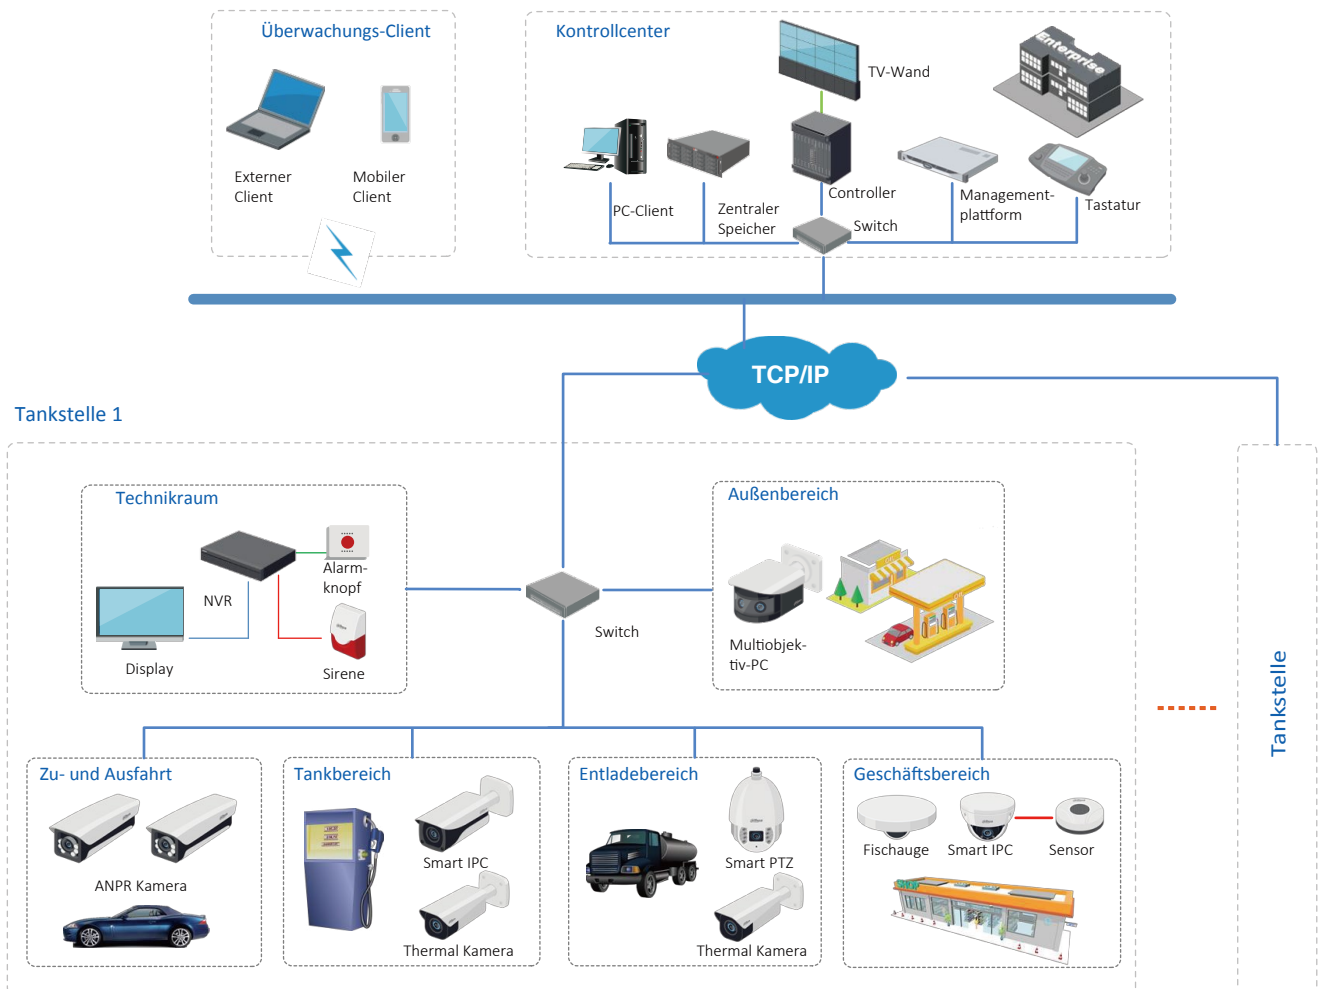 Überwachungs-Client
Externer
Client
Mobiler
Client
Kontrollcenter
TV-Wand
Enterprise
PC-Client
Zentraler
Speicher
Controller
Switch
Management-
plattform
Tastatur
TCP/IP
Tankstelle 1
Technikraum
NVR
Alarm-
knopf
Display
Sirene
Switch
Außenbereich
Multiobjek-
tiv-PC
Tankstelle
Zu- und Ausfahrt
ANPR Kamera
Tankbereich
Smart IPC
Thermal Kamera
Entladebereich
Smart PTZ
Thermal Kamera
Geschäftsbereich
Fischauge
Smart IPC
Sensor